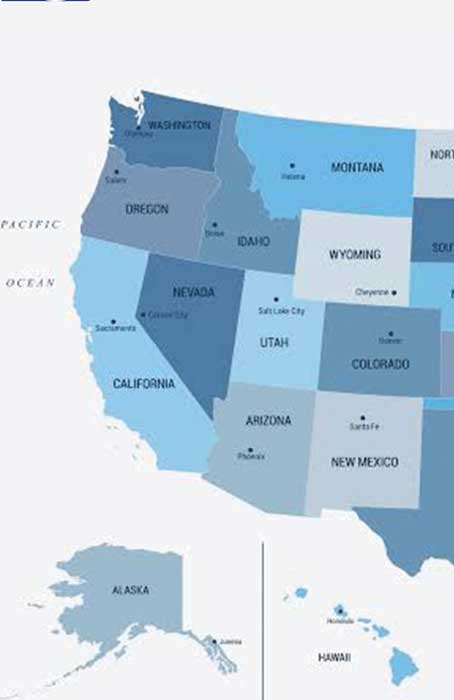 WASHINGTON
Olympia
NORT
MONTANA
Helena
Salem
OREGON
PACIFIC
Boise
IDAHO
SOU
WYOMING
OCEAN
NEVADA
Cheyenne
Salt Lake City
Carson City
Sacramento
Denver
UTAH
COLORADO
CALIFORNIA
ARIZONA
Santa Fe
Phoenix
NEW MEXICO
ALASKA
Honolulu
Juneau
HAWAII